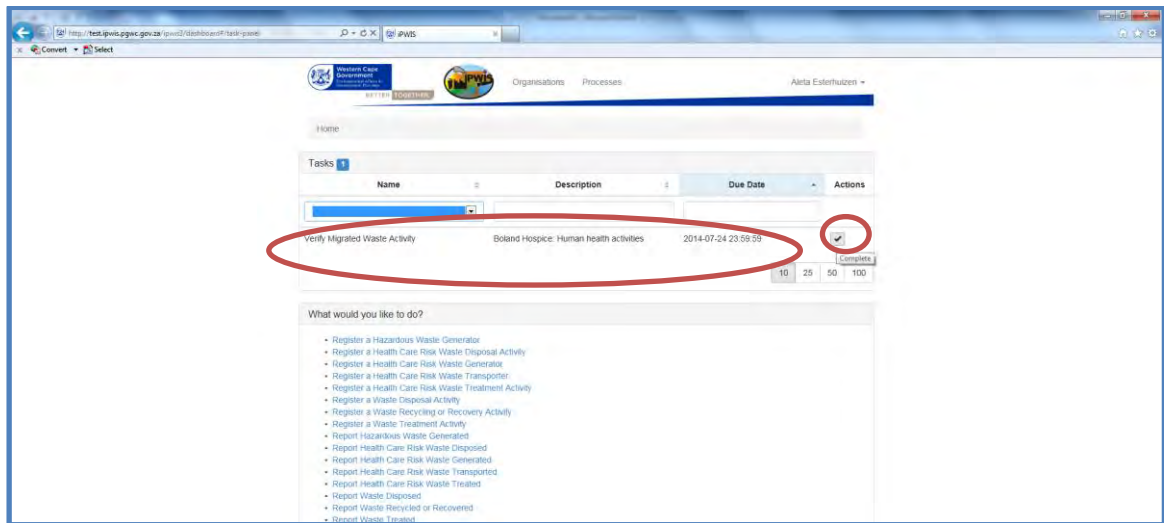 http://test.ipwis.pgwc.gov.za/ipwis2/dashboard#/task-panel
iPWIS
x Convert Select
Western Cape
Government
BETTER TOGETHER.
IPWIS
Organisations Processes
Aleta Esterhuizen
Home
Tasks 1
Name Description Due Date Actions
Verify Migrated Waste Activity Boland Hospice: Human health activities 2014-07-24 23:59:59
Complete
10 25 50 100
What would you like to do?
• Register a Hazardous Waste Generator
• Register a Health Care Risk Waste Disposal Activity
• Register a Health Care Risk Waste Generator
• Register a Health Care Risk Waste Transporter
• Register a Health Care Risk Waste Treatment Activity
• Register a Waste Disposal Activity
• Register a Waste Recycling or Recovery Activity
• Register a Waste Treatment Activity
• Report Hazardous Waste Generated
• Report Health Care Risk Waste Disposed
• Report Health Care Risk Waste Generated
• Report Health Care Risk Waste Transported
• Report Health Care Risk Waste Treated
• Report Waste Disposed
• Report Waste Recycled or Recovered
• Report Waste Treated